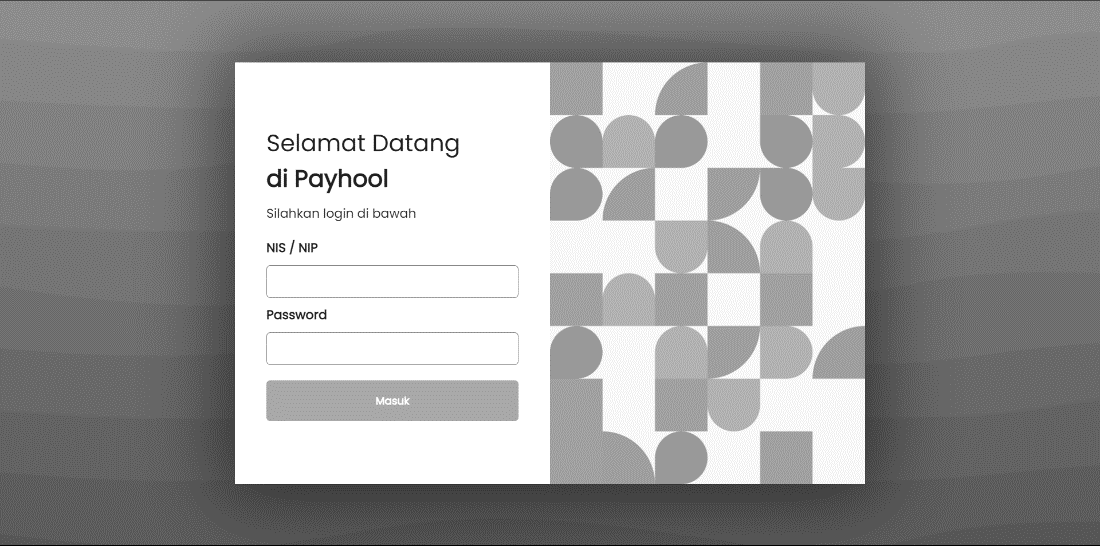 Selamat Datang
di Payhool
Silahkan login di bawah
NIS / NIP
Password
Masuk